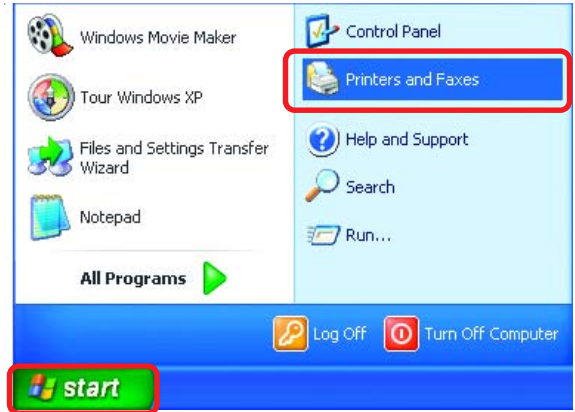 Windows Movie Maker
Tour Windows XP
Files and Settings Transfer
Wizard
Notepad
All Programs
Control Panel
Printers and Faxes
Help and Support
Search
Run...
Log Off
Turn Off Computer
start